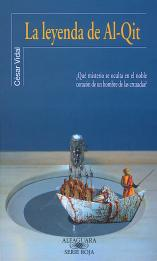 César Vidal
La leyenda de Al-Qit
¿Qué misterio se oculta en el noble
corazón de un hombre de las cruzadas?
ALFAGUARA
SERIE ROJA